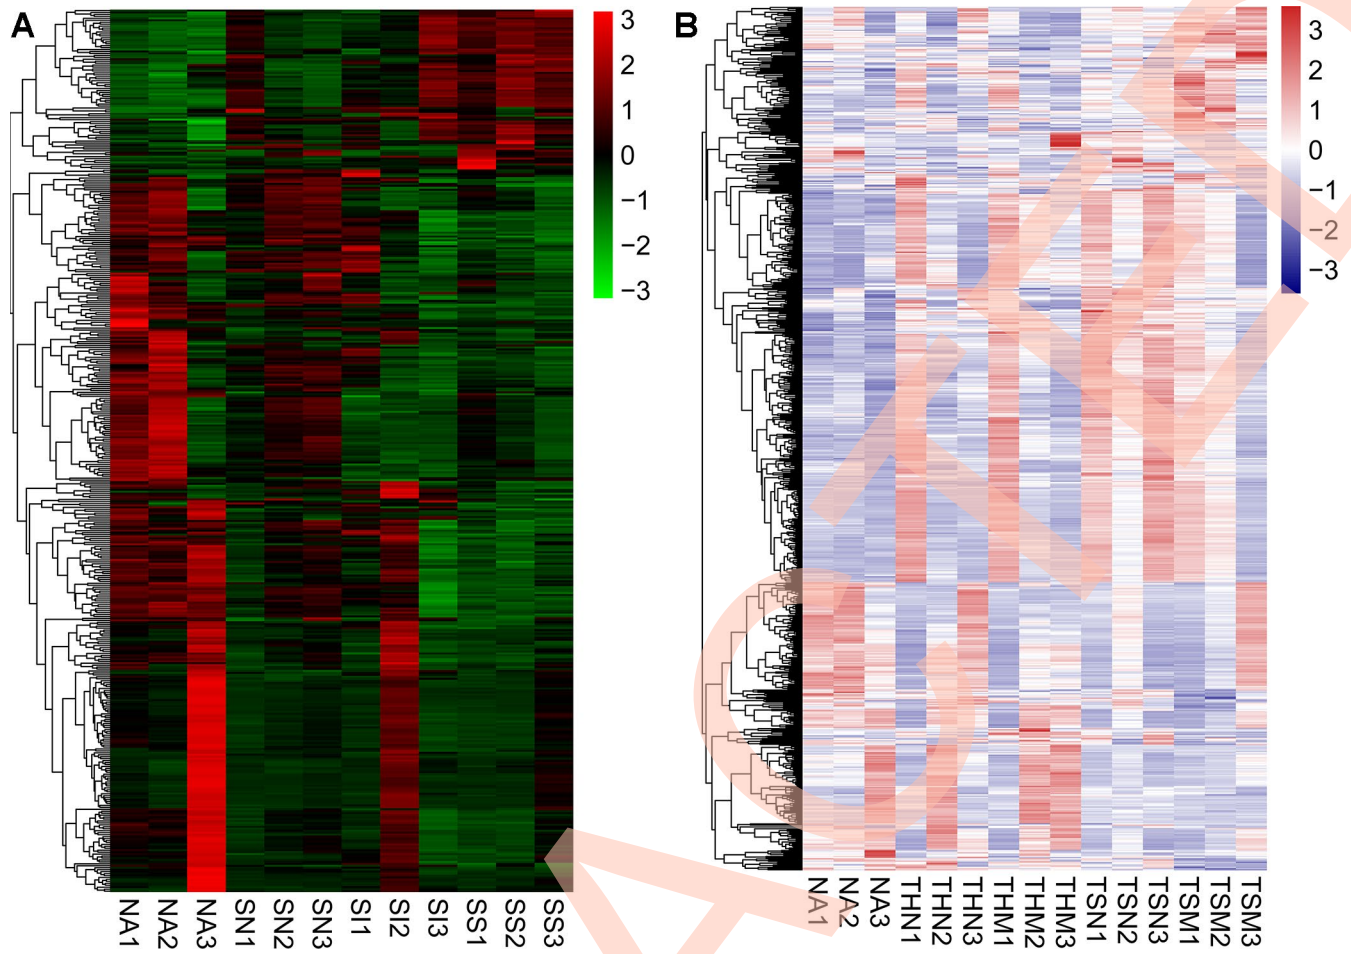 A
3
2
1
0
−1
−2
−3
NA1
NA2
NA3
SN1
SN2
SN3
SI1
SI2
SI3
SS1
SS2
SS3
B
3
2
1
0
−1
−2
−3
NA1
NA2
NA3
THN1
THN2
THN3
THM1
THM2
THM3
TSN1
TSN2
TSN3
TSM1
TSM2
TSM3